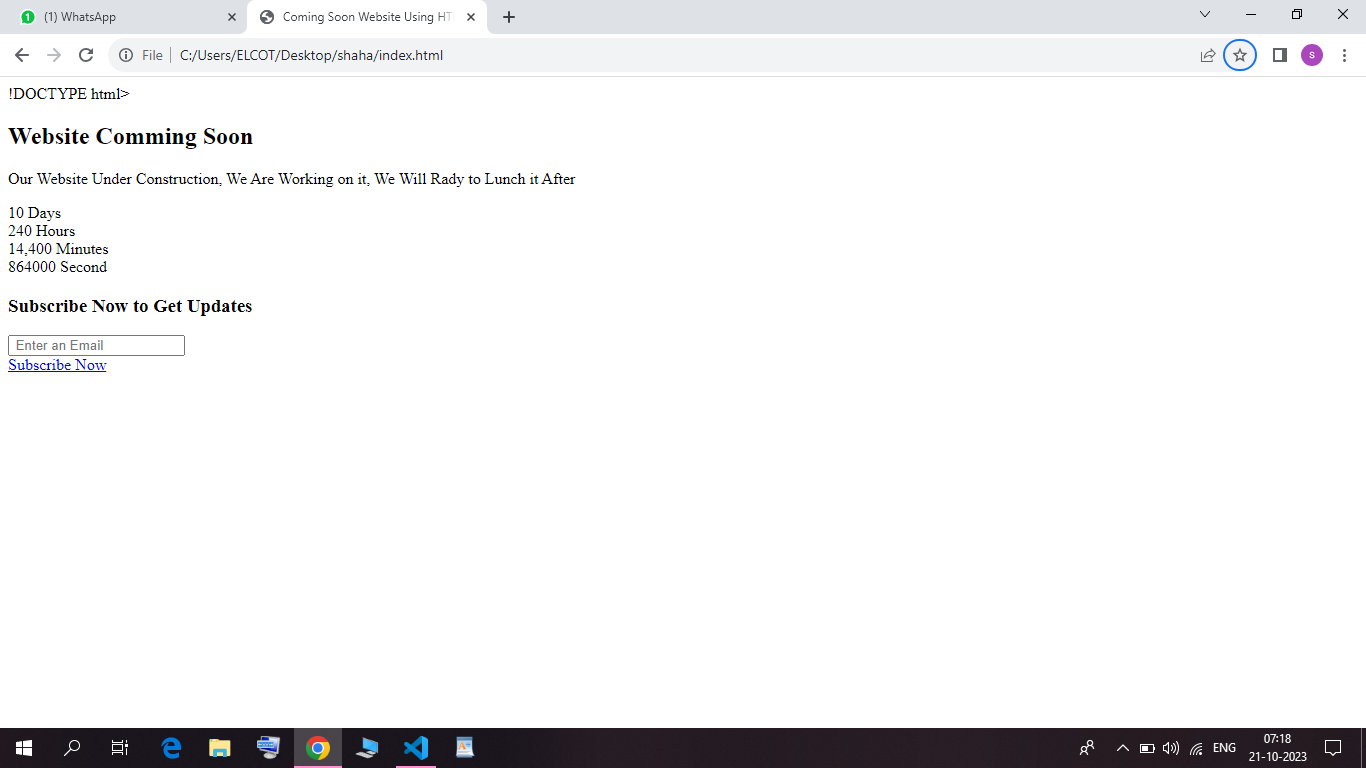 (1) WhatsApp
Coming Soon Website Using HT
File
C:/Users/ELCOT/Desktop/shaha/index.html
S
!DOCTYPE html>
Website Comming Soon
Our Website Under Construction, We Are Working on it, We Will Rady to Lunch it After
10 Days
240 Hours
14,400 Minutes
864000 Second
Subscribe Now to Get Updates
Enter an Email
Subscribe Now
ENG
07:18
21-10-2023